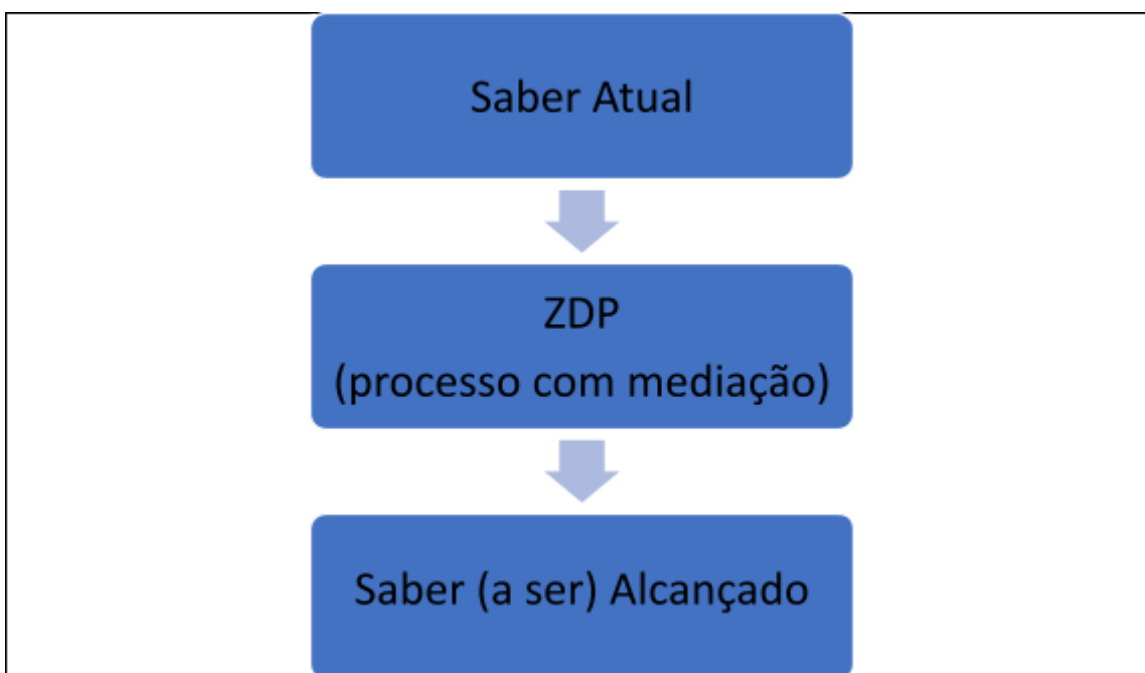 Saber Atual
ZDP
(processo com mediação)
Saber (a ser) Alcançado